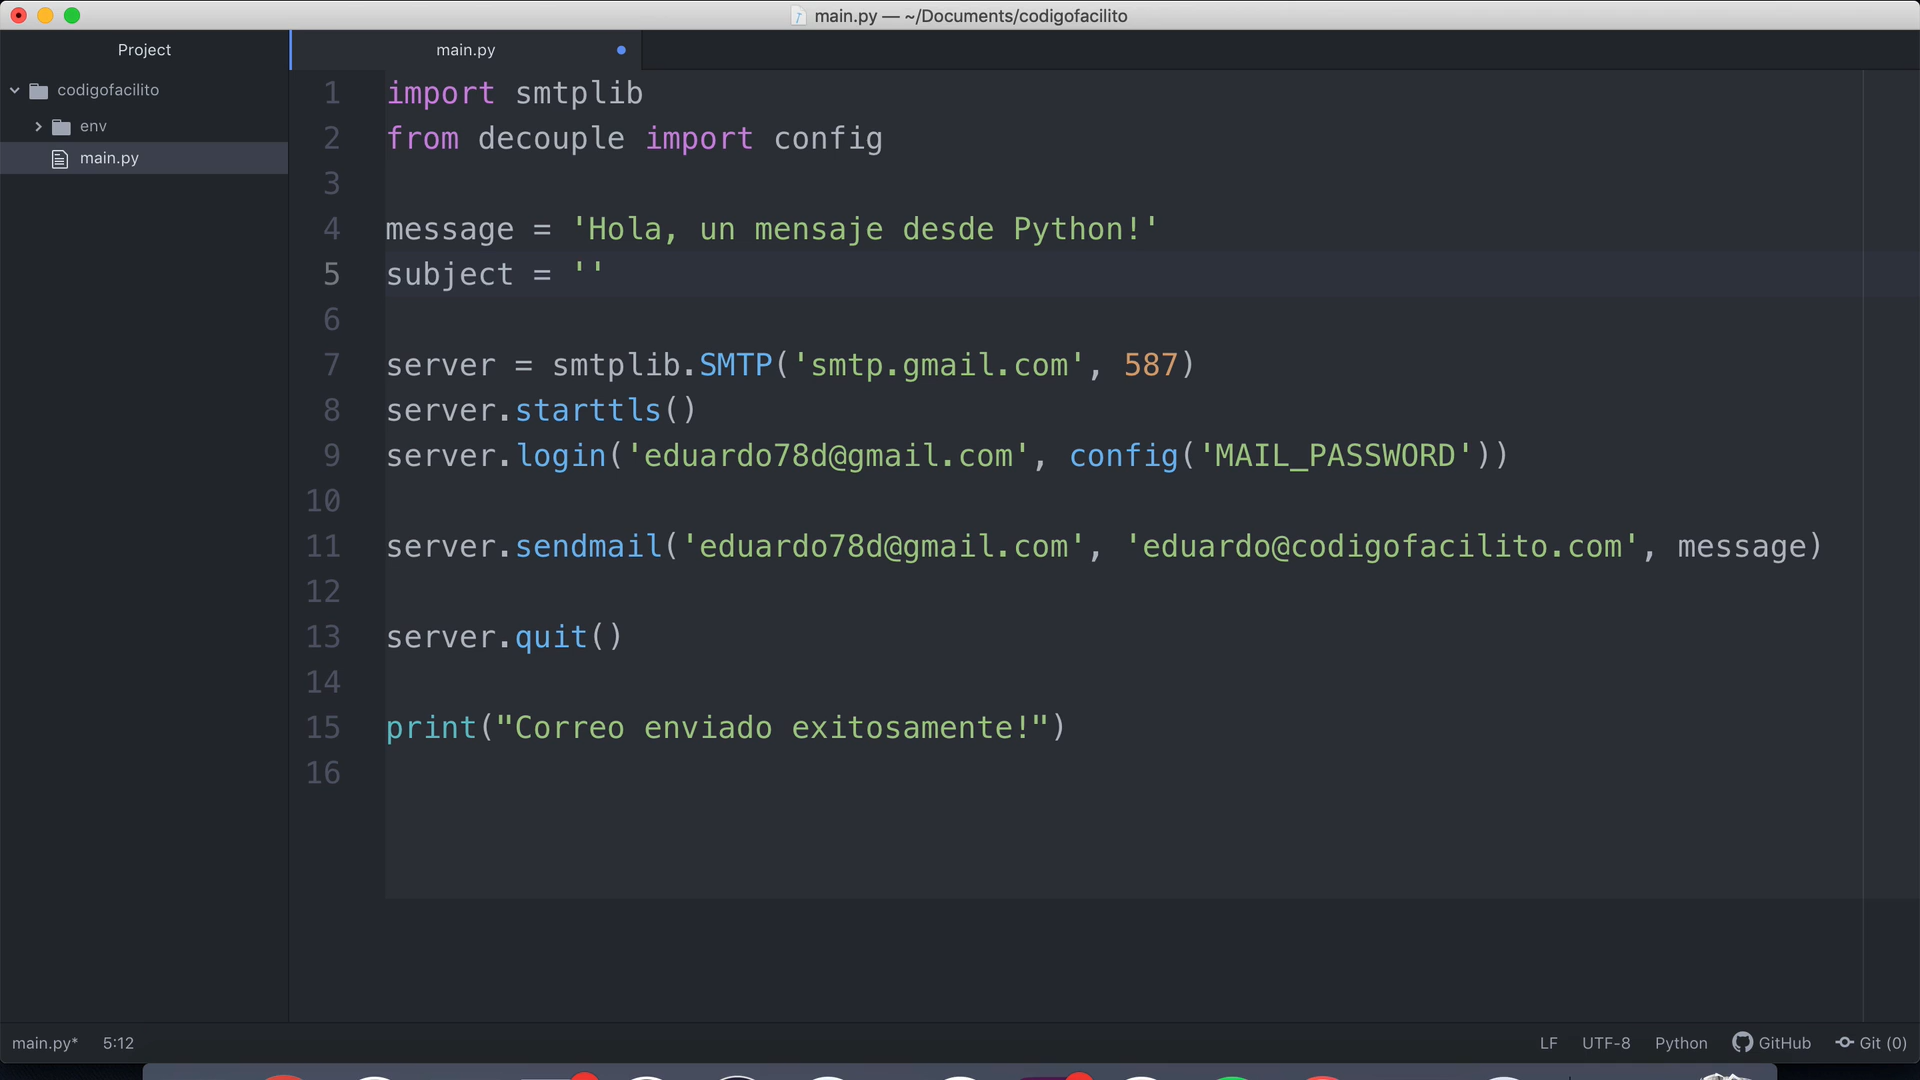 main.py — ~/Documents/codigofacilito
Project
main.py
codigofacilito
env
main.py
1 import smtplib
2 from decouple import config
3
4 message = 'Hola, un mensaje desde Python!'
5 subject = ''
6
7 server = smtplib.SMTP('smtp.gmail.com', 587)
8 server.starttls()
9 server.login('eduardo78d@gmail.com', config('MAIL_PASSWORD'))
10
11 server.sendmail('eduardo78d@gmail.com', 'eduardo@codigofacilito.com', message)
12
13 server.quit()
14
15 print("Correo enviado exitosamente!")
16
main.py* 5:12 LF UTF-8 Python GitHub Git (0)